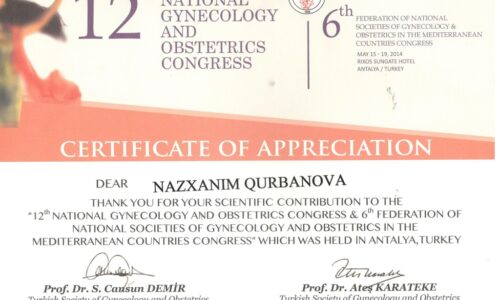 12
NATIONAL
GYNECOLOGY
AND
OBSTETRICS
CONGRESS
6th
FEDERATION OF NATIONAL
SOCIETIES OF GYNECOLOGY &
OBSTETRICS IN THE MEDITERRANEAN
COUNTRIES CONGRESS
MAY 15 - 19, 2014
RIXOS SUNGATE HOTEL
ANTALYA / TURKEY
CERTIFICATE OF APPRECIATION
DEAR NAZXANIM QURBANOVA
THANK YOU FOR YOUR SCIENTIFIC CONTRIBUTION TO THE
"12th NATIONAL GYNECOLOGY AND OBSTETRICS CONGRESS & 6th FEDERATION OF
NATIONAL SOCIETIES OF GYNECOLOGY AND OBSTETRICS IN THE
MEDITERRANEAN COUNTRIES CONGRESS" WHICH WAS HELD IN ANTALYA,TURKEY
Prof. Dr. S. Cansun DEMİR
Prof. Dr. Ateş KARATEKE
Turkish Society of Gynecology and Obstetrics
Turkish Society of Gynecology and Obstetrics